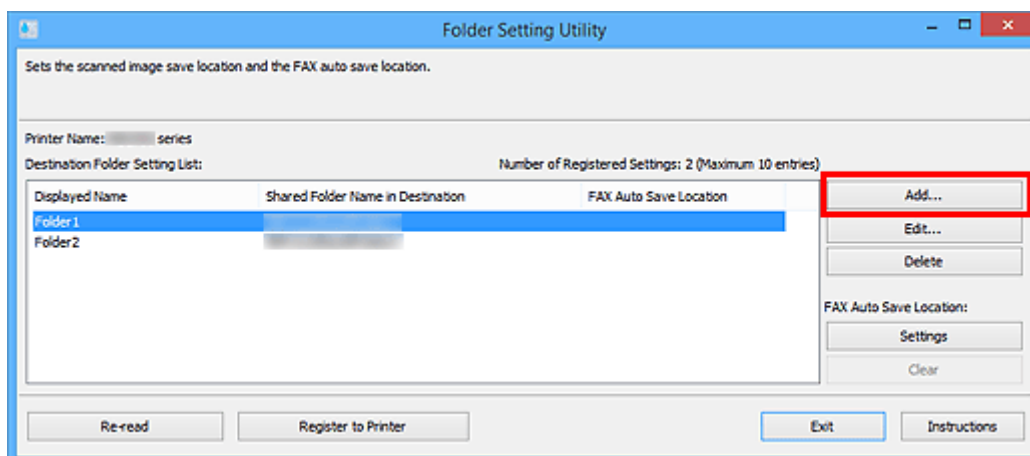 Folder Setting Utility
Sets the scanned image save location and the FAX auto save location.
Printer Name: series
Destination Folder Setting List: Number of Registered Settings: 2 (Maximum 10 entries)
Displayed Name Shared Folder Name in Destination FAX Auto Save Location
Add...
Folder1
Edit...
Folder2
Delete
FAX Auto Save Location:
Settings
Clear
Re-read Register to Printer Exit Instructions